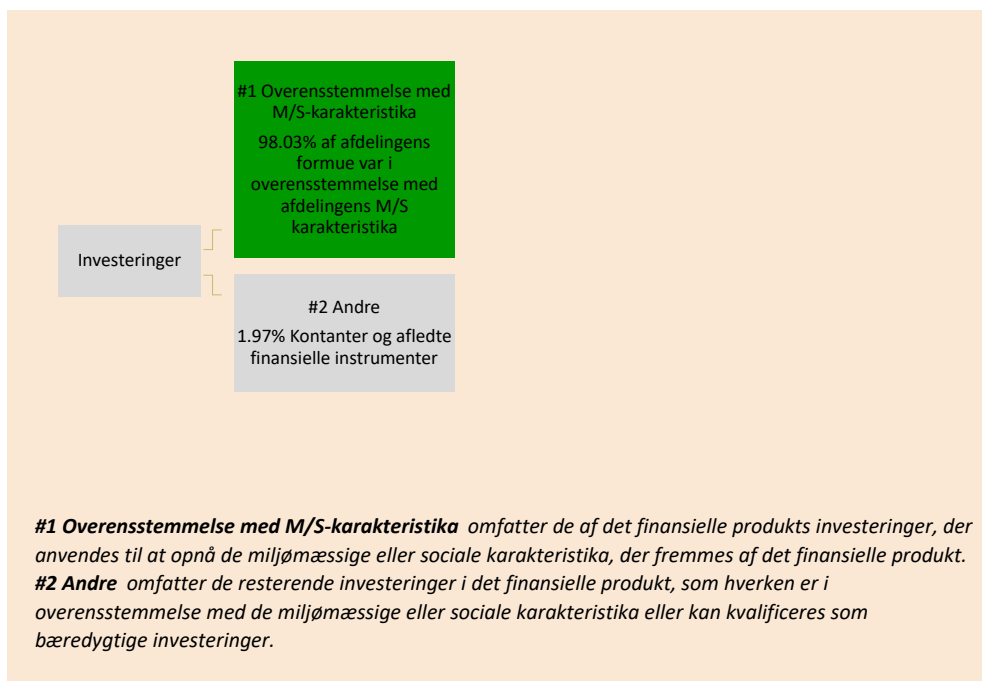 #1 Overensstemmelse med
M/S-karakteristika
98.03% af afdelingens
formue var i
overensstemmelse med
afdelingens M/S
karakteristika
Investeringer
#2 Andre
1.97% Kontanter og afledte
finansielle instrumenter
#1 Overensstemmelse med M/S-karakteristika omfatter de af det finansielle produkts investeringer, der
anvendes til at opnå de miljømæssige eller sociale karakteristika, der fremmes af det finansielle produkt.
#2 Andre omfatter de resterende investeringer i det finansielle produkt, som hverken er i
overensstemmelse med de miljømæssige eller sociale karakteristika eller kan kvalificeres som
bæredygtige investeringer.